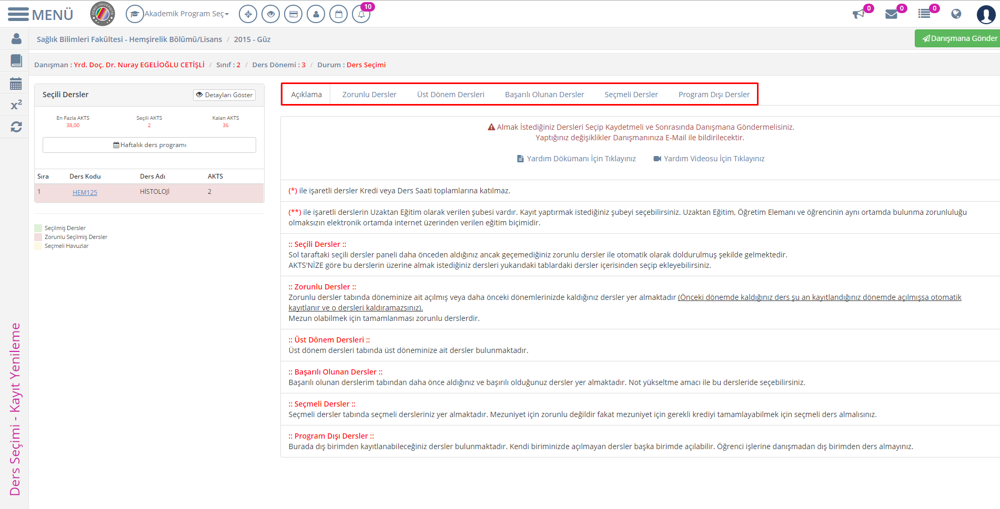 MENÜ
DEMO ÜNİVERSİTE
Akademik Program Seç
10
0
0
0
Sağlık Bilimleri Fakültesi - Hemşirelik Bölümü/Lisans / 2015 - Güz
Danışmana Gönder
Danışman : Yrd. Doç. Dr. Nuray EGELİOĞLU CETİŞLİ / Sınıf : 2 / Ders Dönemi : 3 / Durum : Ders Seçimi
x²
Ders Seçimi - Kayıt Yenileme
Seçili Dersler
Detayları Göster
En Fazla AKTS Seçili AKTS Kalan AKTS
38,00 2 36
Haftalık ders programı
Sıra Ders Kodu Ders Adı AKTS
1 HEM125 HİSTOLOJİ 2
Seçilmiş Dersler
Zorunlu Seçilmiş Dersler
Seçmeli Havuzlar
Açıklama Zorunlu Dersler Üst Dönem Dersleri Başarılı Olunan Dersler Seçmeli Dersler Program Dışı Dersler
Almak İstediğiniz Dersleri Seçip Kaydetmeli ve Sonrasında Danışmana Göndermelisiniz.
Yaptığınız değişiklikler Danışmanınıza E-Mail ile bildirilecektir.
Yardım Dökümanı İçin Tıklayınız Yardım Videosu İçin Tıklayınız
(*) ile işaretli dersler Kredi veya Ders Saati toplamlarına katılmaz.
(**) ile işaretli derslerin Uzaktan Eğitim olarak verilen şubesi vardır. Kayıt yaptırmak istediğiniz şubeyi seçebilirsiniz. Uzaktan Eğitim, Öğretim Elemanı ve öğrencinin aynı ortamda bulunma zorunluluğu
olmaksızın elektronik ortamda internet üzerinden verilen eğitim biçimidir.
:: Seçili Dersler ::
Sol taraftaki seçili dersler paneli daha önceden aldığınız ancak geçemediğiniz zorunlu dersler ile otomatik olarak doldurulmuş şekilde gelmektedir.
AKTS'NİZE göre bu derslerin üzerine almak istediğiniz dersleri yukarıdaki tablardaki dersler içerisinden seçip ekleyebilirsiniz.
:: Zorunlu Dersler ::
Zorunlu dersler tabında döneminize ait açılmış veya daha önceki dönemlerinizde kaldığınız dersler yer almaktadır (Önceki dönemde kaldığınız ders şu an kayıtlandığınız dönemde açılmışsa otomatik
kayıtlanır ve o dersleri kaldıramazsınız).
Mezun olabilmek için tamamlanması zorunlu derslerdir.
:: Üst Dönem Dersleri ::
Üst dönem dersleri tabında üst döneminize ait dersler bulunmaktadır.
:: Başarılı Olunan Dersler ::
Başarılı olunan derslerim tabından daha önce aldığınız ve başırılı olduğunuz dersler yer almaktadır. Not yükseltme amacı ile bu dersleride seçebilirsiniz.
:: Seçmeli Dersler ::
Seçmeli dersler tabında seçmeli dersleriniz yer almaktadır. Mezuniyet için zorunlu değildir fakat mezuniyet için gerekli krediyi tamamlayabilmek için seçmeli ders almalısınız.
:: Program Dışı Dersler ::
Burada dış birimden kayıtlanabileceğiniz dersler bulunmaktadır. Kendi biriminizde açılmayan dersler başka birimde açılabilir. Öğrenci işlerine danışmadan dış birimden ders almayınız.